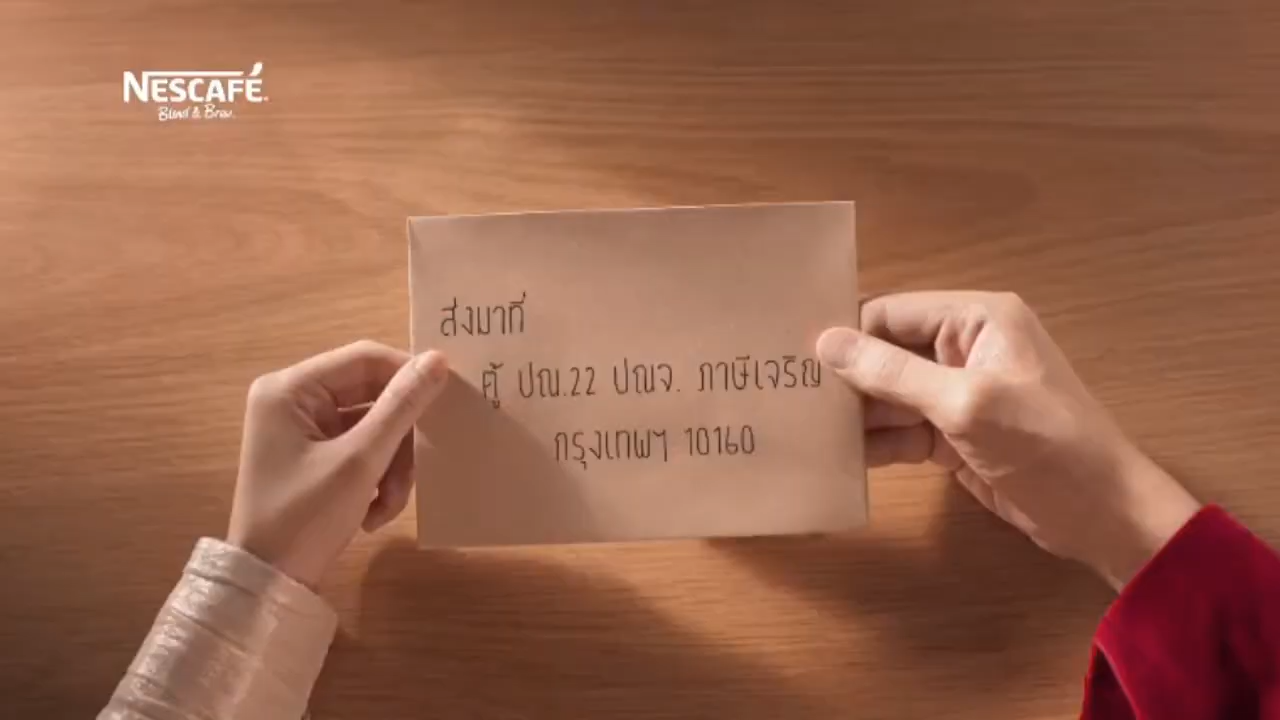 NESCAFÉ.
Blend & Brew.
ส่งมาที่
ตู้ ปณ.22 ปณจ. ภาษีเจริญ
กรุงเทพฯ 10160